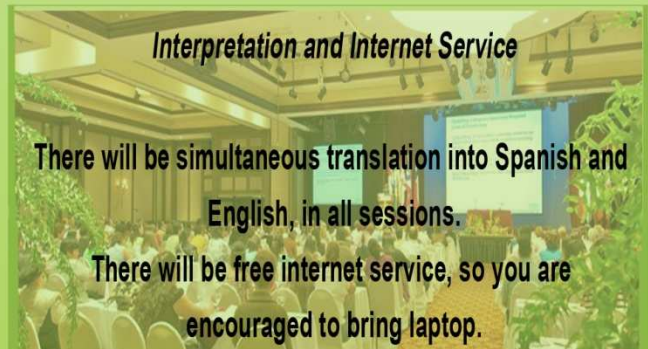 Interpretation and Internet Service
There will be simultaneous translation into Spanish and
English, in all sessions.
There will be free internet service, so you are
encouraged to bring laptop.